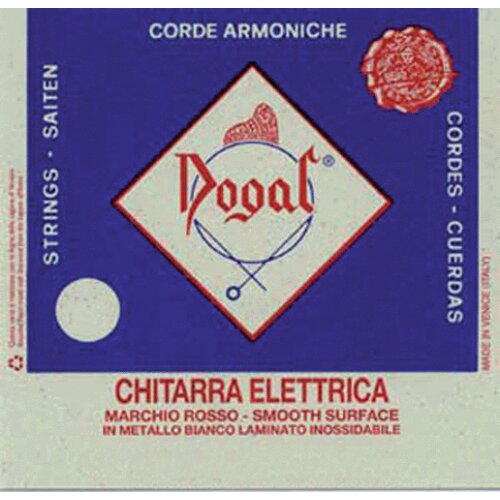 CORDE ARMONICHE
STRINGS - SAITEN
Dogal®
CORDES - CUERDAS
MADE IN VENICE (ITALY)
CHITARRA ELETTRICA
MARCHIO ROSSO - SMOOTH SURFACE
IN METALLO BIANCO LAMINATO INOSSIDABILE